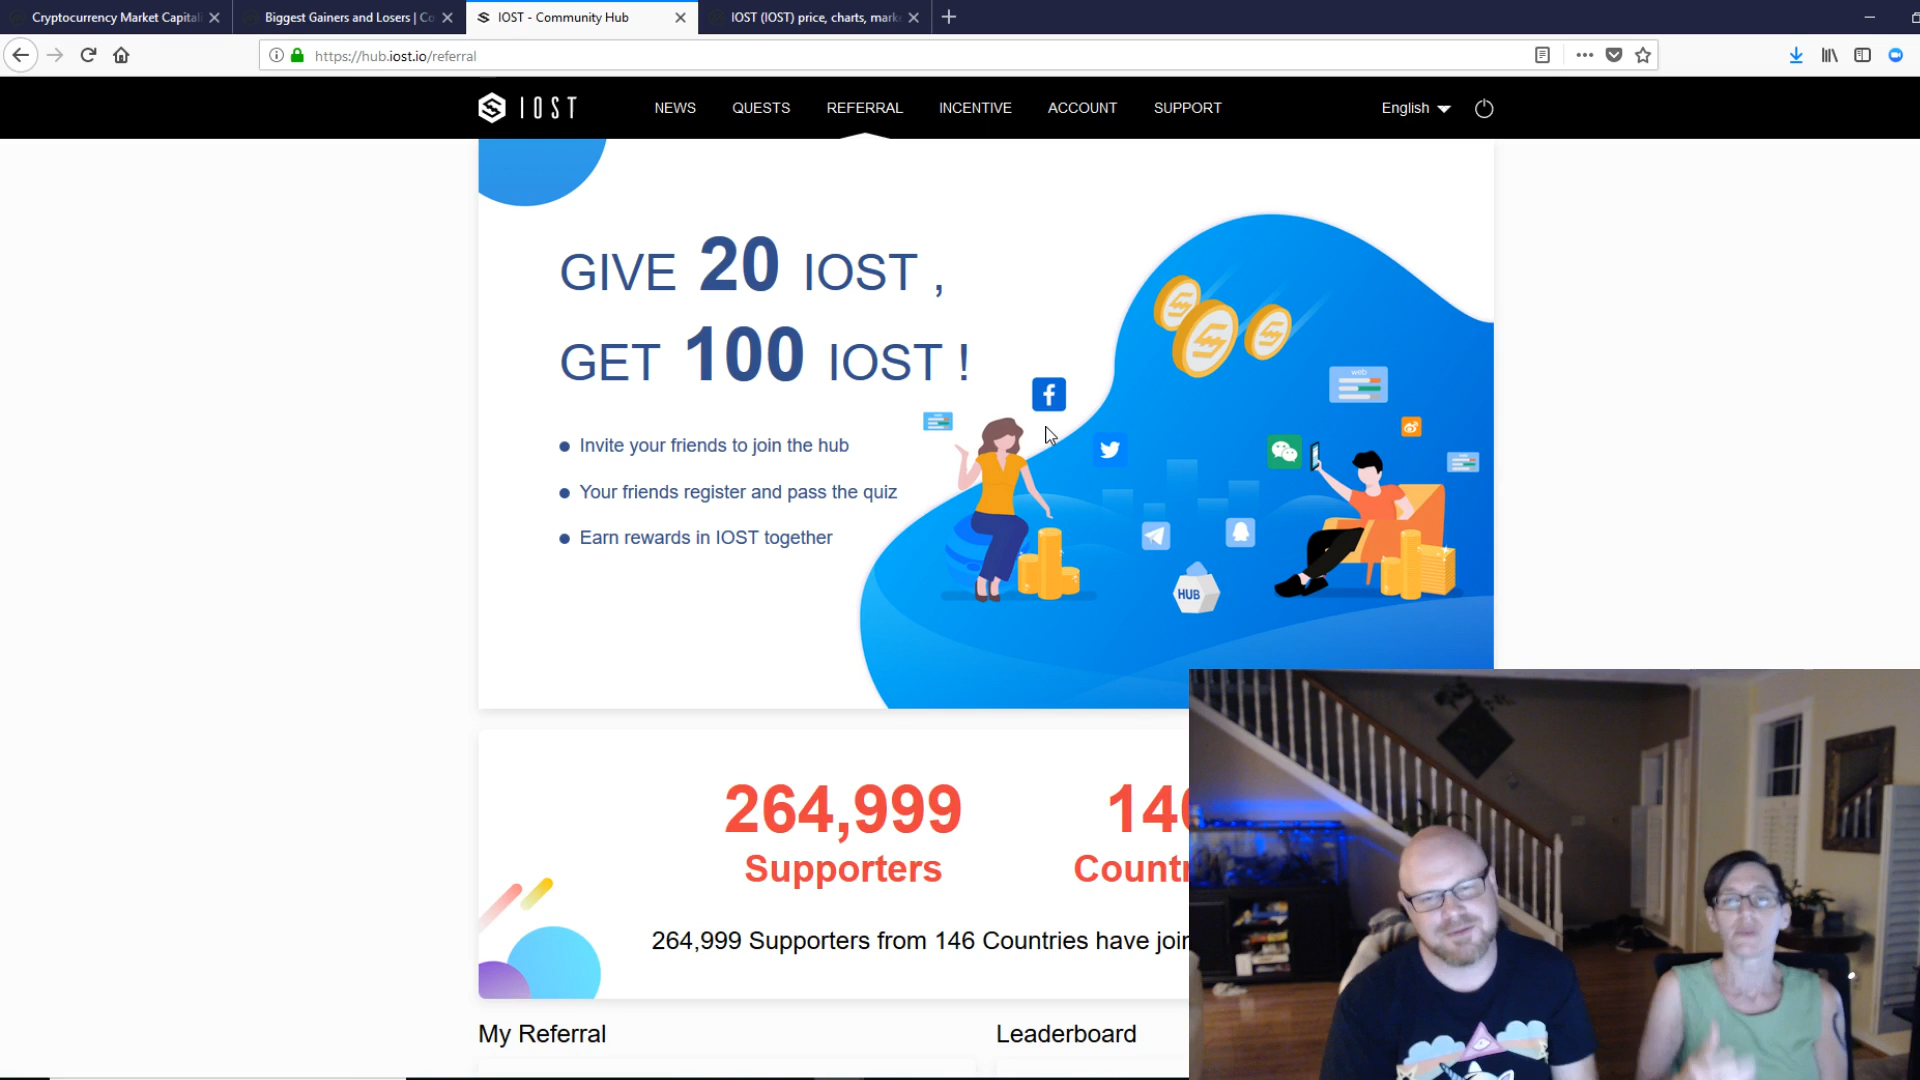 Cryptocurrency Market Capital
Biggest Gainers and Losers | Co
IOST - Community Hub
IOST (IOST) price, charts, mark
https://hub.iost.io/referral
IOST
NEWS
QUESTS
REFERRAL
INCENTIVE
ACCOUNT
SUPPORT
English
GIVE 20 IOST ,
GET 100 IOST !
Invite your friends to join the hub
Your friends register and pass the quiz
Earn rewards in IOST together
web
HUB
264,999
Supporters
14
Countr
264,999 Supporters from 146 Countries have join
My Referral
Leaderboard